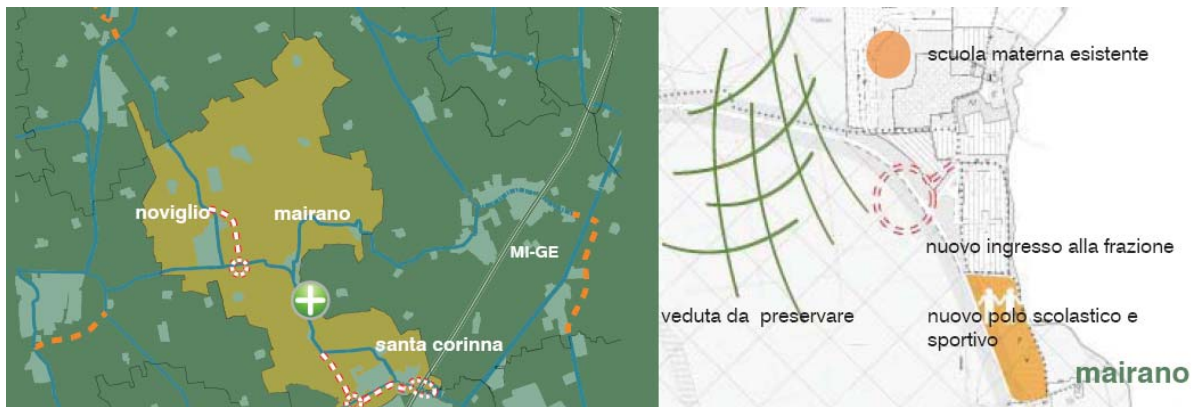 noviglio
mairano
MI-GE
santa corinna
scuola materna esistente
nuovo ingresso alla frazione
veduta da preservare
nuovo polo scolastico e
sportivo
mairano